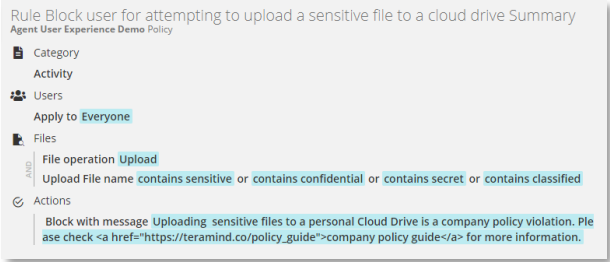 Rule Block user for attempting to upload a sensitive file to a cloud drive Summary
Agent User Experience Demo Policy
Category
Activity
Users
Apply to Everyone
Files
AND
File operation Upload
Upload File name contains sensitive or contains confidential or contains secret or contains classified
Actions
Block with message Uploading  sensitive files to a personal Cloud Drive is a company policy violation. Ple
ase check <a href="https://teramind.co/policy_guide">company policy guide</a> for more information.